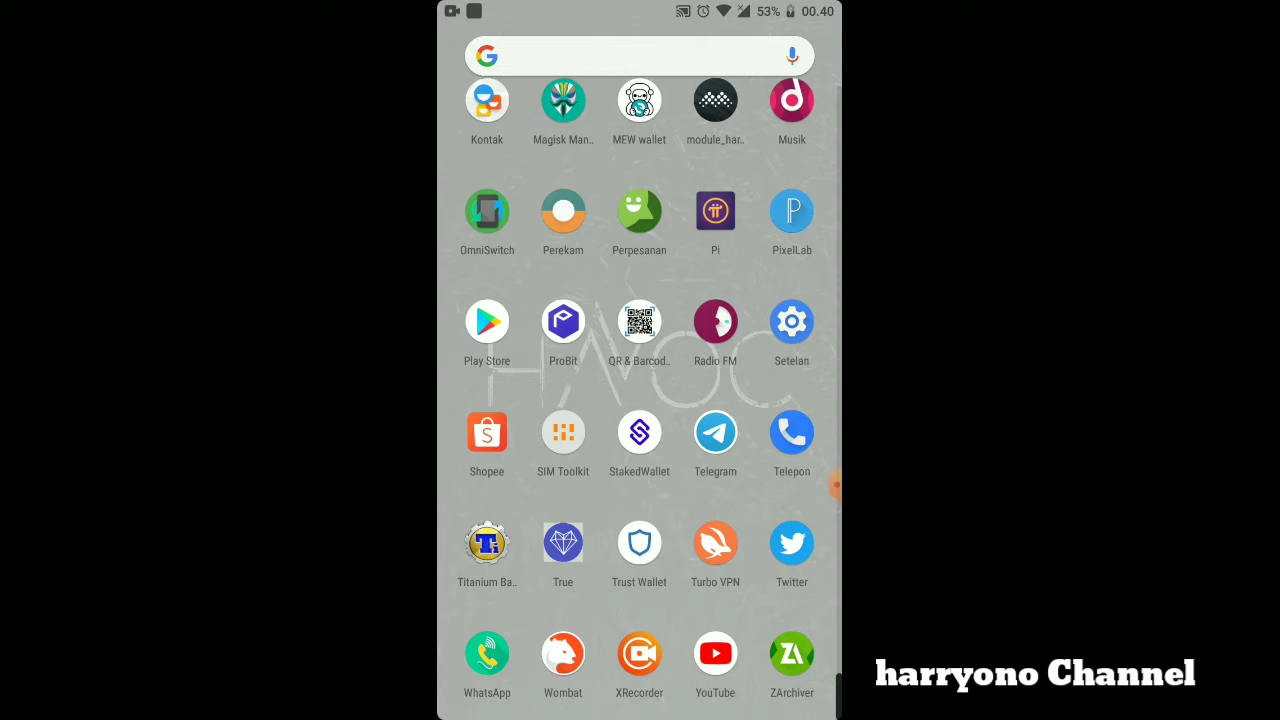 53% 00.40
Kontak Magisk Man.. MEW wallet module_har.. Musik
OmniSwitch Perekam Perpesanan Pi PixelLab
HAVOC
Play Store ProBit QR & Barcod.. Radio FM Setelan
Shopee SIM Toolkit StakedWallet Telegram Telepon
Titanium Ba.. True Trust Wallet Turbo VPN Twitter
WhatsApp Wombat XRecorder YouTube ZArchiver
harryono Channel